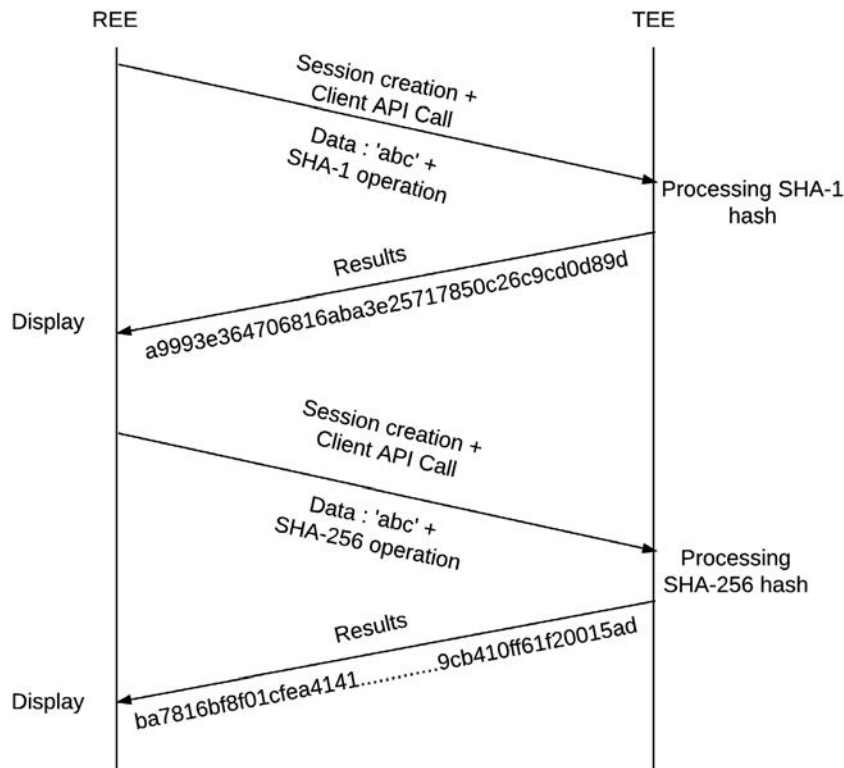 REE
TEE
Session creation +
Client API Call
Data : 'abc' +
SHA-1 operation
Processing SHA-1
hash
Results
a9993e364706816aba3e25717850c26c9cd0d89d
Display
Session creation +
Client API Call
Data : 'abc' +
SHA-256 operation
Processing
SHA-256 hash
Results
ba7816bf8f01cfea4141............9cb410ff61f20015ad
Display